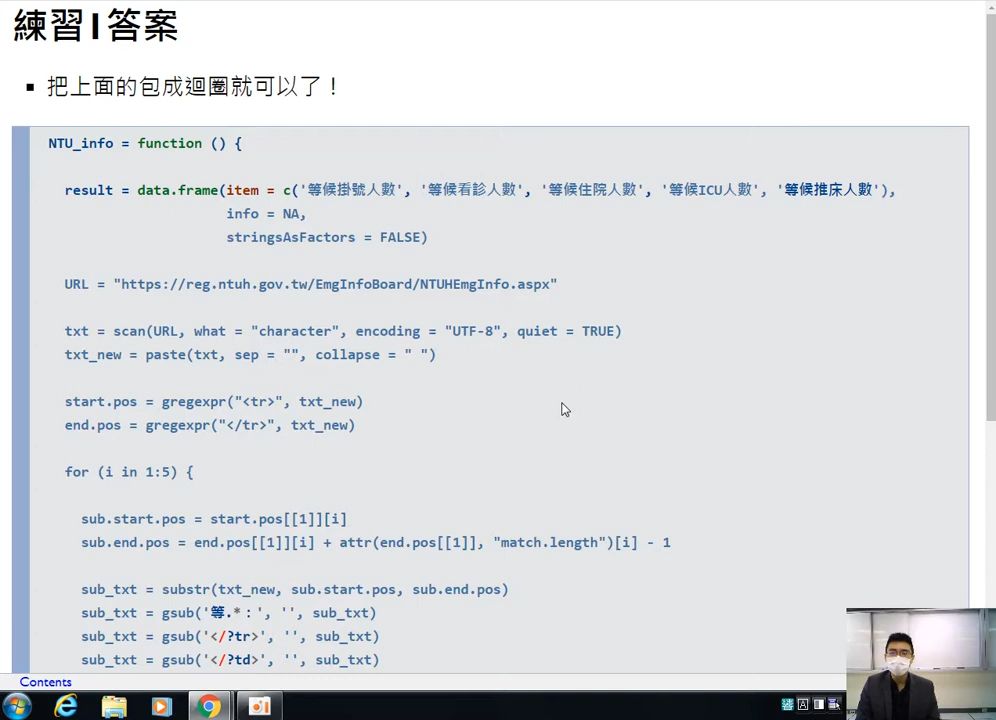 練習1答案
把上面的包成迴圈就可以了！
NTU_info = function () {
result = data.frame(item = c('等候掛號人數', '等候看診人數', '等候住院人數', '等候ICU人數', '等候推床人數'),
info = NA,
stringsAsFactors = FALSE)
URL = "https://reg.ntuh.gov.tw/EmgInfoBoard/NTUHEmgInfo.aspx"
txt = scan(URL, what = "character", encoding = "UTF-8", quiet = TRUE)
txt_new = paste(txt, sep = "", collapse = " ")
start.pos = gregexpr("<tr>", txt_new)
end.pos = gregexpr("</tr>", txt_new)
for (i in 1:5) {
sub.start.pos = start.pos[[1]][i]
sub.end.pos = end.pos[[1]][i] + attr(end.pos[[1]], "match.length")[i] - 1
sub_txt = substr(txt_new, sub.start.pos, sub.end.pos)
sub_txt = gsub('等.*：', '', sub_txt)
sub_txt = gsub('</?tr>', '', sub_txt)
sub_txt = gsub('</?td>', '', sub_txt)
Contents